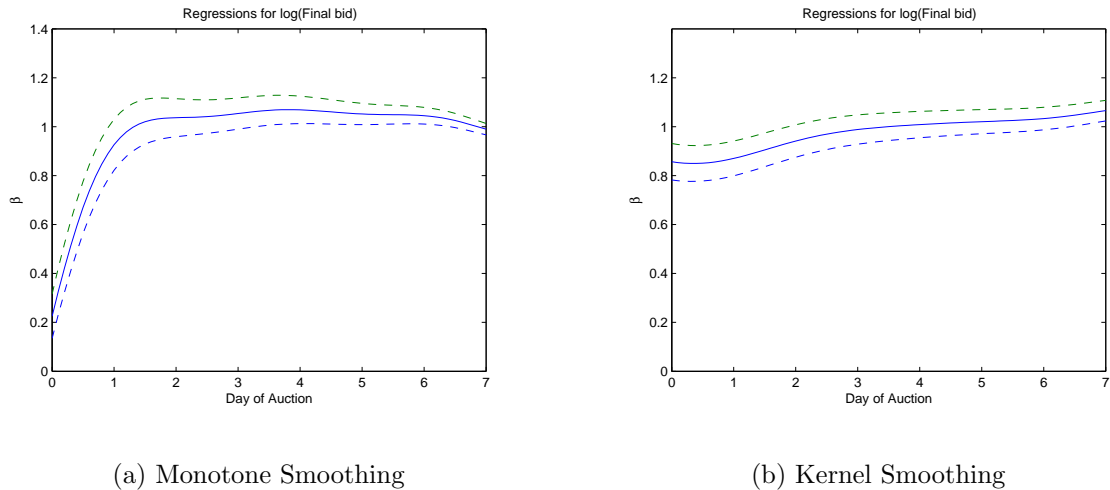 Regressions for log(Final bid)
1.4
1.2
1
0.8
0.6
0.4
0.2
0
β
0 1 2 3 4 5 6 7
Day of Auction
(a) Monotone Smoothing
Regressions for log(Final bid)
1.4
1.2
1
0.8
0.6
0.4
0.2
0
β
0 1 2 3 4 5 6 7
Day of Auction
(b) Kernel Smoothing